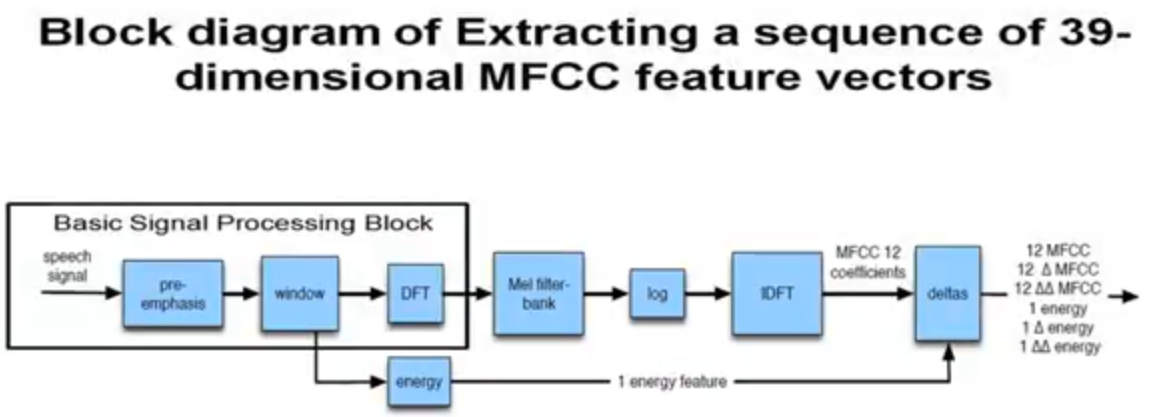 Block diagram of Extracting a sequence of 39-
dimensional MFCC feature vectors
Basic Signal Processing Block
speech
signal
pre-
emphasis
window
DFT
Mel filter-
bank
log
IDFT
MFCC 12
coefficients
deltas
12 MFCC
12 Δ MFCC
12 ΔΔ MFCC
1 energy
1 Δ energy
1 ΔΔ energy
energy
1 energy feature